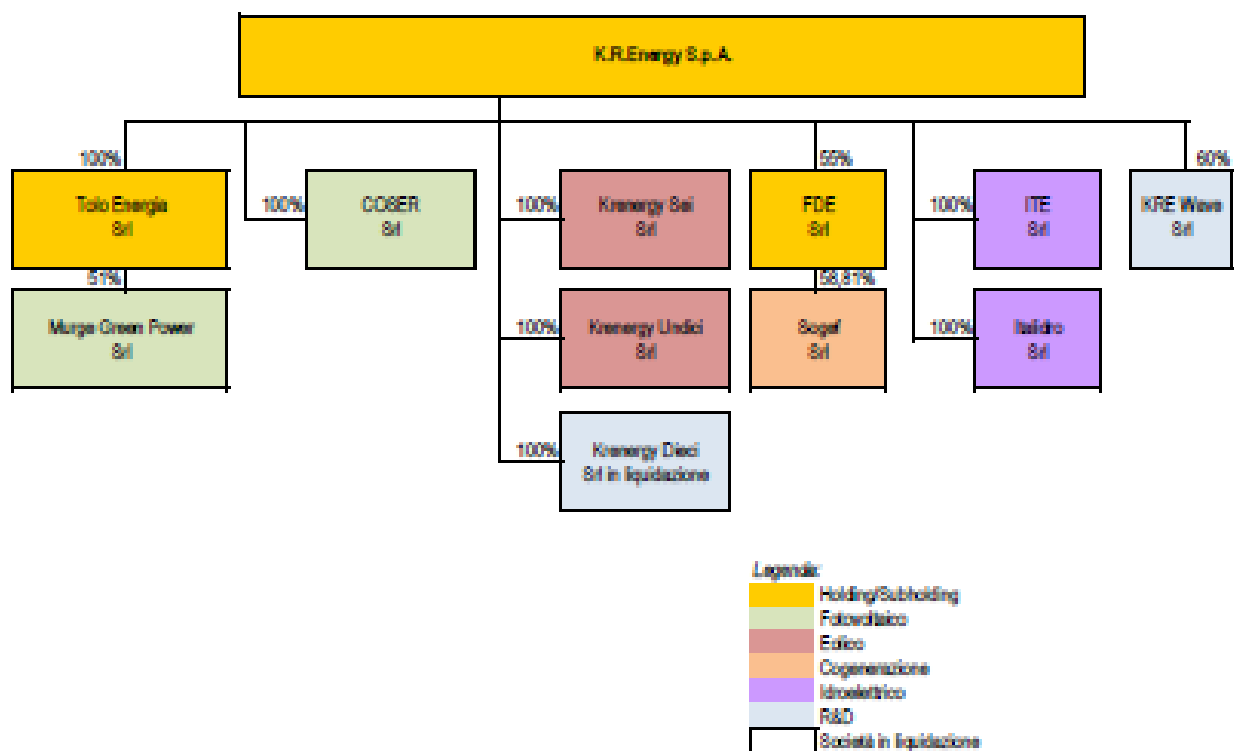 K.R.Energy S.p.A.
100%
55%
60%
Tolo Energia
Srl
100%
CO8ER
Srl
100%
Krenergy Sei
Srl
FDE
Srl
100%
ITE
Srl
KRE Wave
Srl
51%
58,81%
Murge Green Power
Srl
100%
Krenergy Undici
Srl
Sogef
Srl
100%
Italidro
Srl
100%
Krenergy Dieci
Srl in liquidazione
Legenda:
Holding/Subholding
Fotovoltaico
Eolico
Cogenerazione
Idroelettrico
R&D
Società in liquidazione